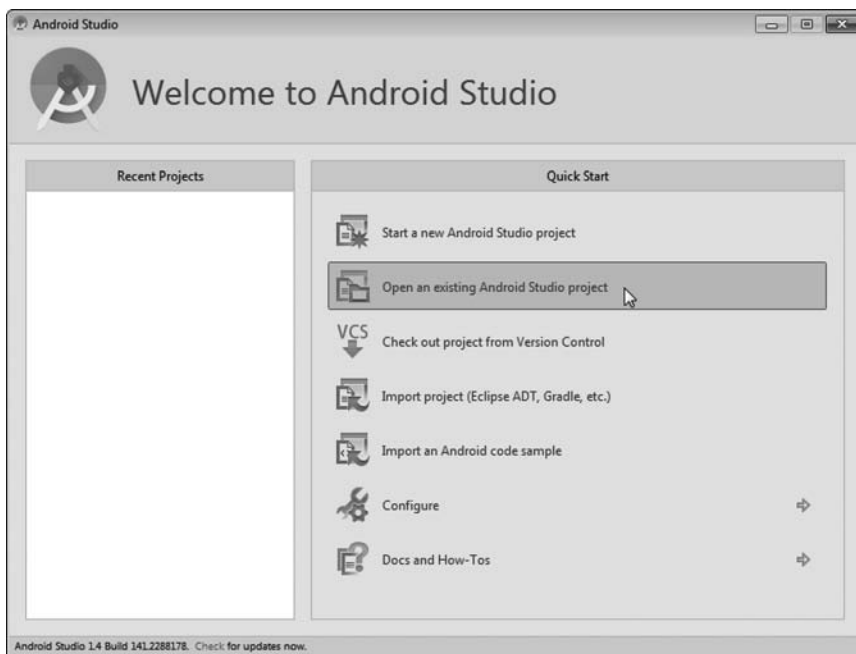 Android Studio
Welcome to Android Studio
Recent Projects
Quick Start
Start a new Android Studio project
Open an existing Android Studio project
VCS
Check out project from Version Control
Import project (Eclipse ADT, Gradle, etc.)
Import an Android code sample
Configure
Docs and How-Tos
Android Studio 1.4 Build 141.2288178. Check for updates now.